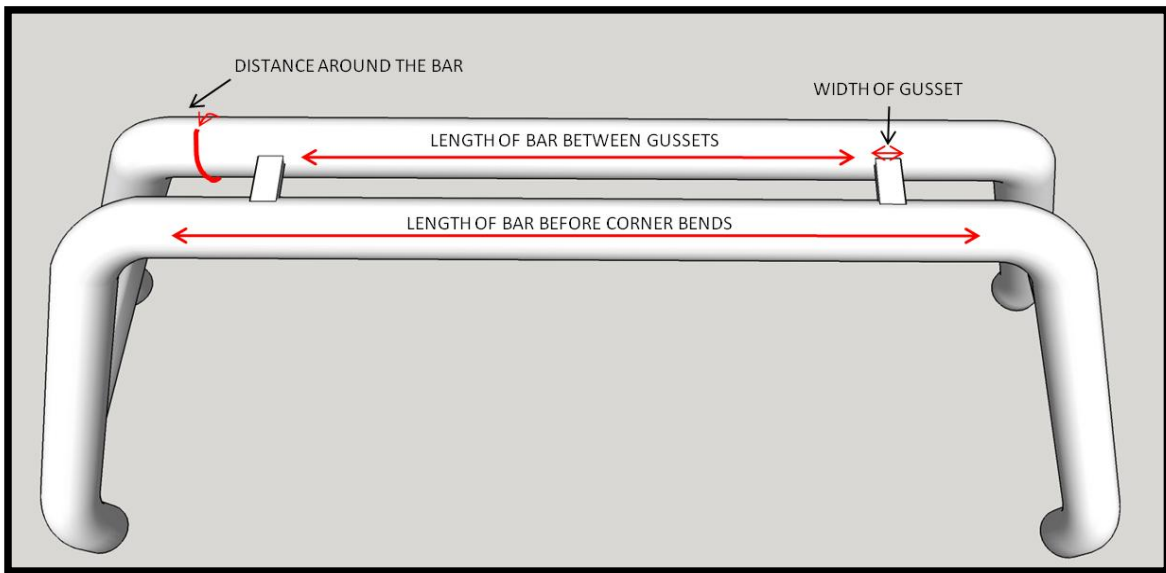 DISTANCE AROUND THE BAR
WIDTH OF GUSSET
LENGTH OF BAR BETWEEN GUSSETS
LENGTH OF BAR BEFORE CORNER BENDS